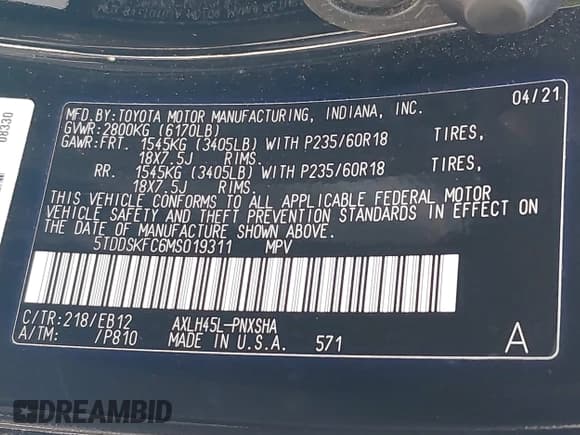 MFD.BY:TOYOTA MOTOR MANUFACTURING, INDIANA, INC. 04/21
GVWR:2800KG (6170LB)
GAWR:FRT. 1545KG (3405LB) WITH P235/60R18 TIRES,
18X7.5J RIMS.
RR. 1545KG (3405LB) WITH P235/60R18 TIRES,
18X7.5J RIMS.
THIS VEHICLE CONFORMS TO ALL APPLICABLE FEDERAL MOTOR
VEHICLE SAFETY AND THEFT PREVENTION STANDARDS IN EFFECT ON
THE DATE OF MANUFACTURE SHOWN ABOVE.
5TDDSKFC6MS019311 MPV
C/TR:218/EB12 AXLH45L-PNXSHA
A/TM: /P810 MADE IN U.S.A. 571 A
08330
DREAMBID